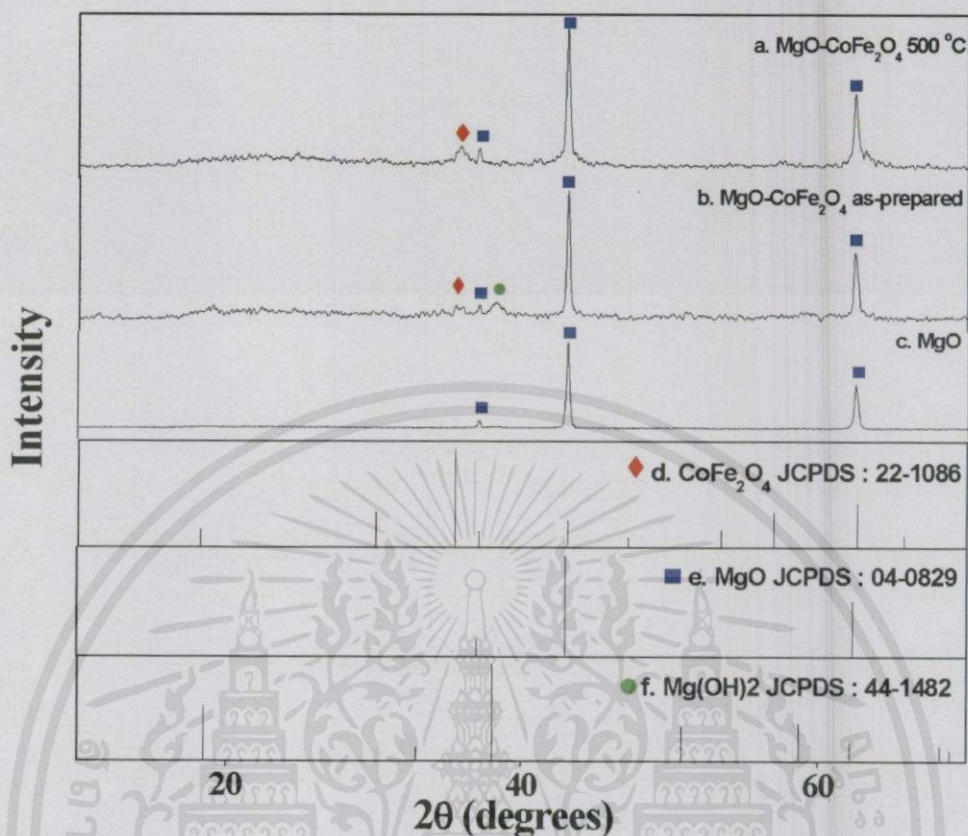 a. MgO-CoFe₂O₄ 500 °C
b. MgO-CoFe₂O₄ as-prepared
c. MgO
d. CoFe₂O₄ JCPDS : 22-1086
e. MgO JCPDS : 04-0829
f. Mg(OH)2 JCPDS : 44-1482
Intensity
20 40 60
2θ (degrees)